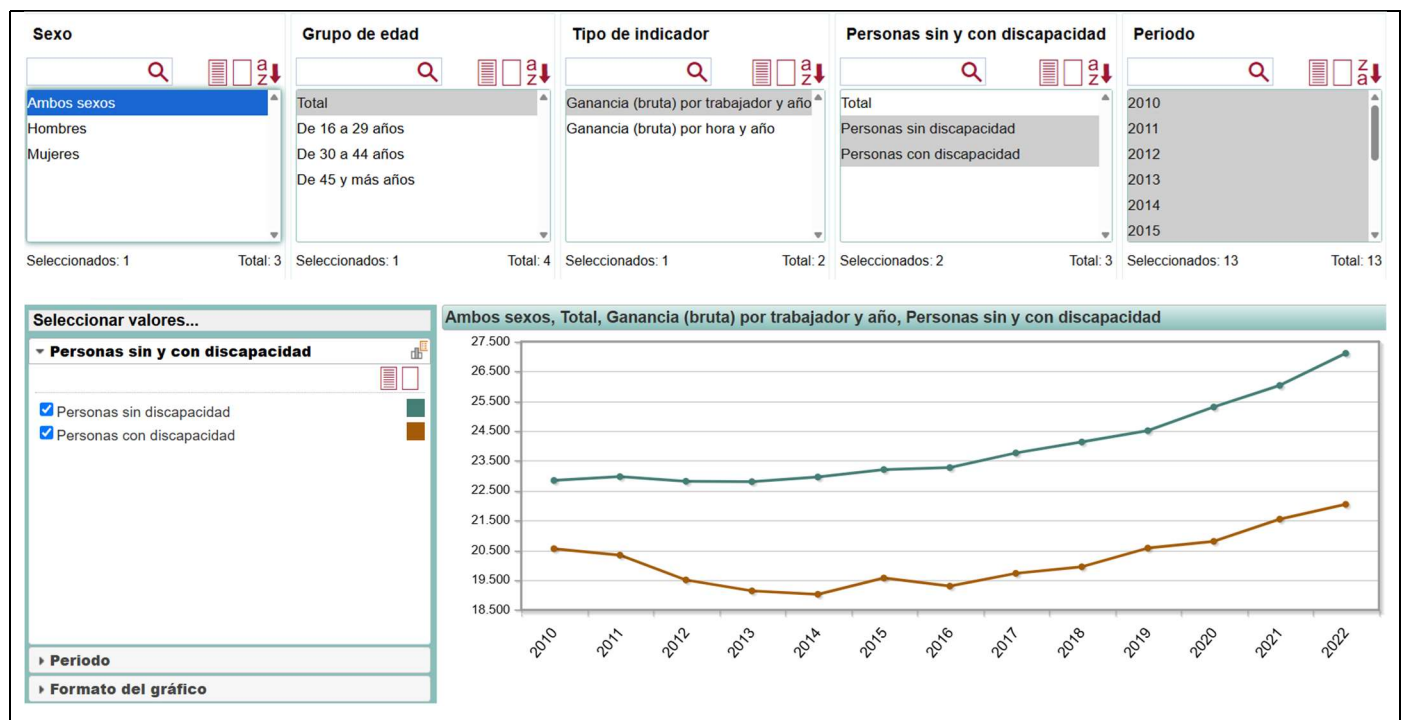 Sexo
Grupo de edad
Tipo de indicador
Personas sin y con discapacidad
Periodo
a
z
a
z
a
z
a
z
z
a
Ambos sexos
Hombres
Mujeres
Seleccionados: 1
Total: 3
Total
De 16 a 29 años
De 30 a 44 años
De 45 y más años
Seleccionados: 1
Total: 4
Ganancia (bruta) por trabajador y año
Ganancia (bruta) por hora y año
Seleccionados: 1
Total: 2
Total
Personas sin discapacidad
Personas con discapacidad
Seleccionados: 2
Total: 3
2010
2011
2012
2013
2014
2015
Seleccionados: 13
Total: 13
Seleccionar valores...
Personas sin y con discapacidad
Personas sin discapacidad
Personas con discapacidad
Periodo
Formato del gráfico
Ambos sexos, Total, Ganancia (bruta) por trabajador y año, Personas sin y con discapacidad
27.500
26.500
25.500
24.500
23.500
22.500
21.500
20.500
19.500
18.500
2010
2011
2012
2013
2014
2015
2016
2017
2018
2019
2020
2021
2022